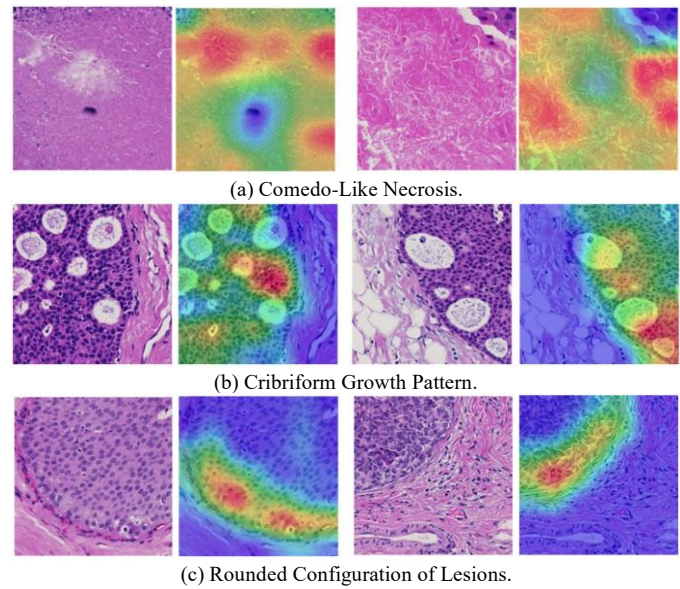 (a) Comedo-Like Necrosis.
(b) Cribriform Growth Pattern.
(c) Rounded Configuration of Lesions.